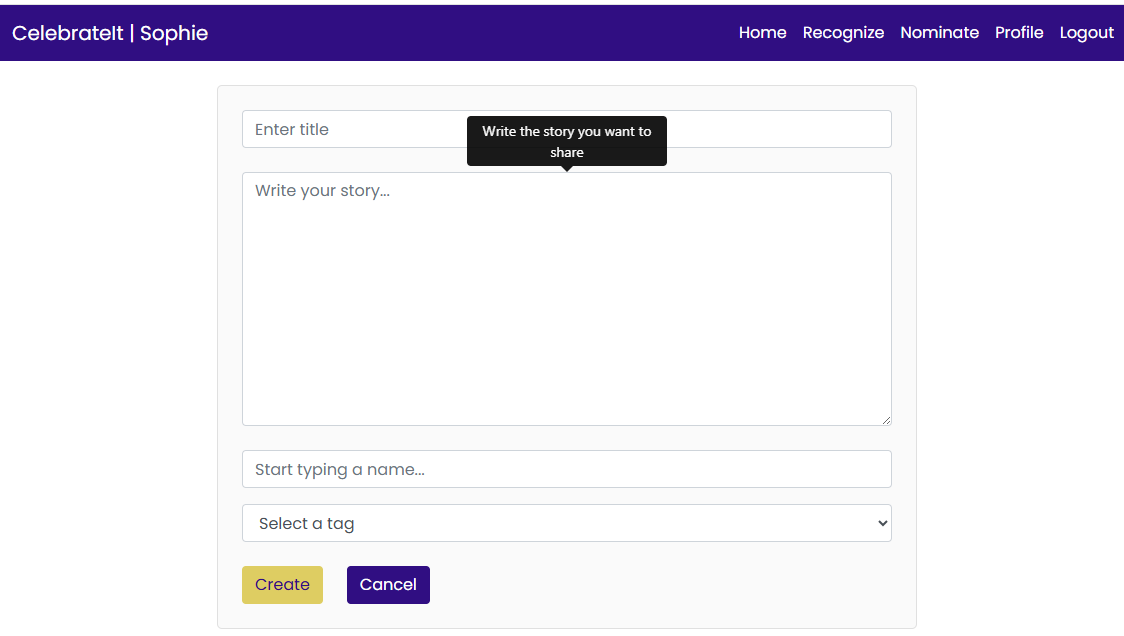 CelebrateIt | Sophie
Home Recognize Nominate Profile Logout
Enter title
Write the story you want to
share
Write your story...
Start typing a name...
Select a tag
Create Cancel